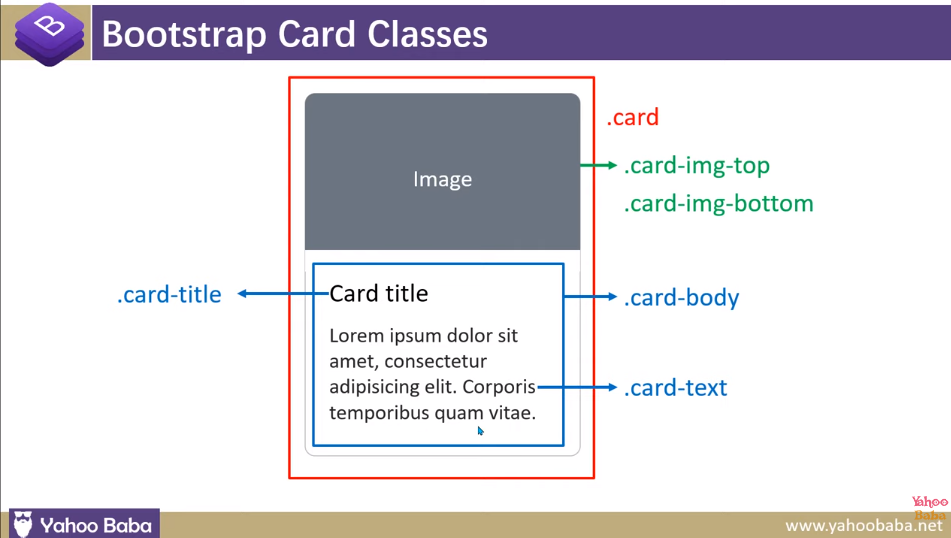 Bootstrap Card Classes
.card
Image
.card-img-top
.card-img-bottom
.card-title
Card title
.card-body
Lorem ipsum dolor sit
amet, consectetur
adipisicing elit. Corporis
temporibus quam vitae.
.card-text
Yahoo
Baba
Yahoo Baba
www.yahoobaba.net